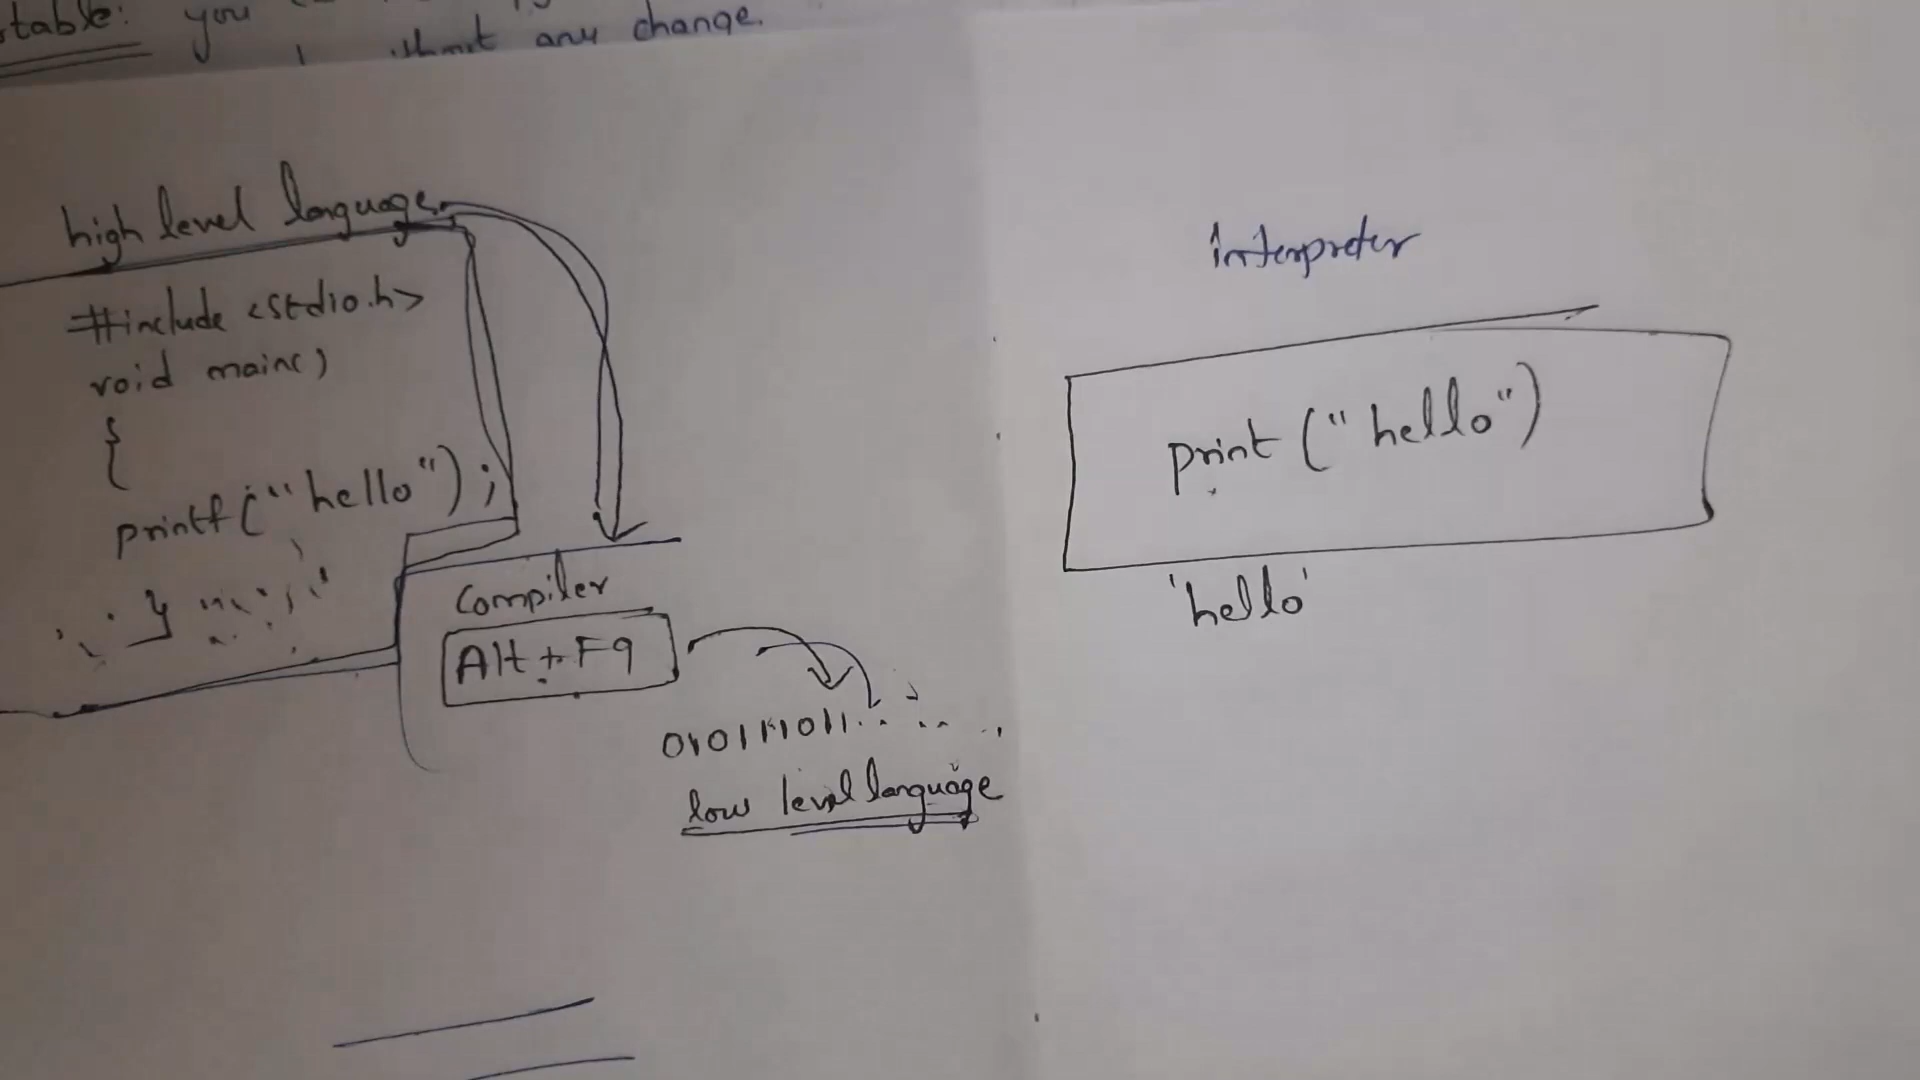 table: you
any change.
high level language
#include <stdio.h>
void main()
{
printf("hello");
}
Compiler
Alt + F9
low level language
interpreter
print ("hello")
'hello'